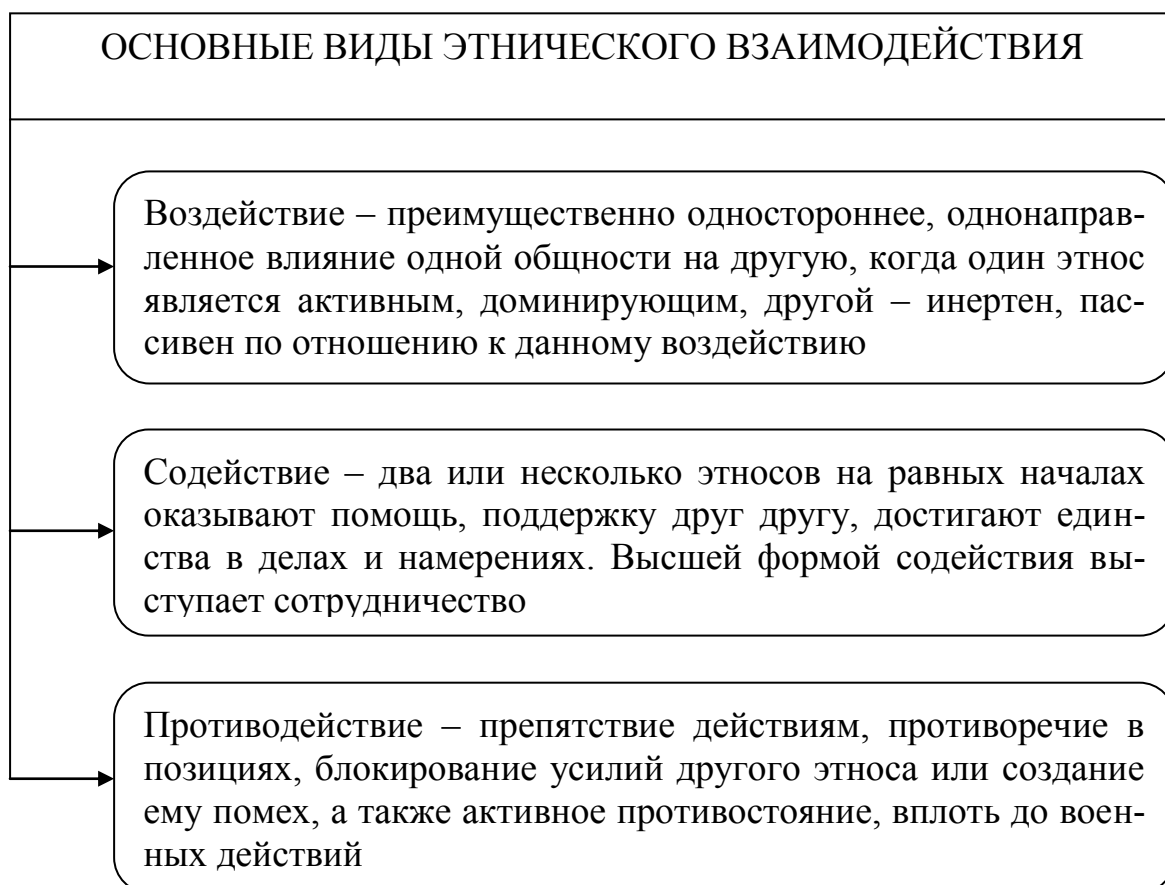 ОСНОВНЫЕ ВИДЫ ЭТНИЧЕСКОГО ВЗАИМОДЕЙСТВИЯ
Воздействие – преимущественно одностороннее, однонаправ-
ленное влияние одной общности на другую, когда один этнос
является активным, доминирующим, другой – инертен, пас-
сивен по отношению к данному воздействию
Содействие – два или несколько этносов на равных началах
оказывают помощь, поддержку друг другу, достигают един-
ства в делах и намерениях. Высшей формой содействия вы-
ступает сотрудничество
Противодействие – препятствие действиям, противоречие в
позициях, блокирование усилий другого этноса или создание
ему помех, а также активное противостояние, вплоть до воен-
ных действий